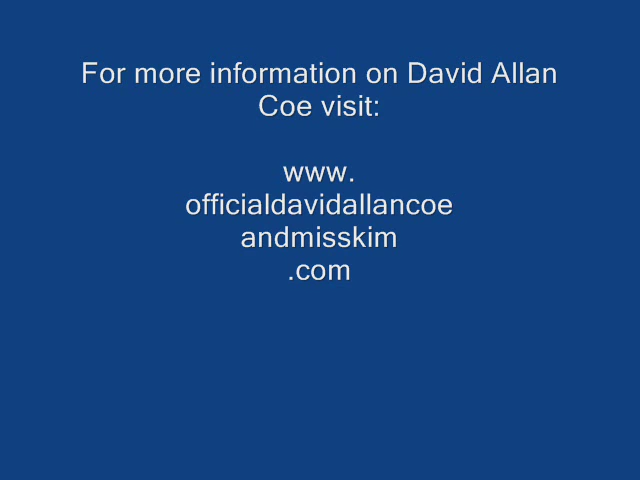 For more information on David Allan
Coe visit:
www.
officialdavidallancoe
andmisskim
.com